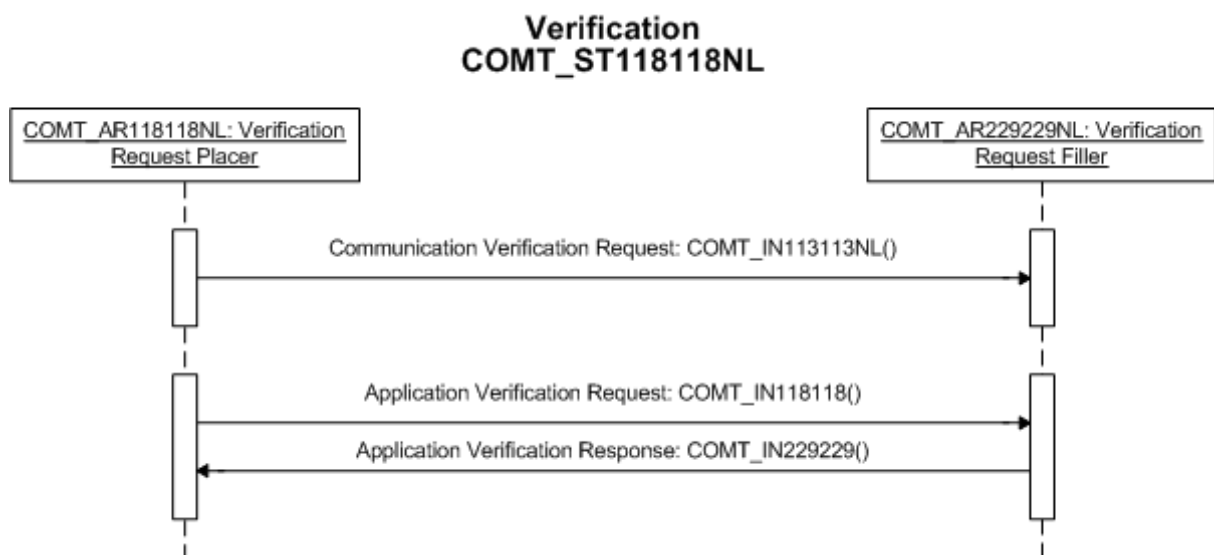 Verification
COMT_ST118118NL
COMT_AR118118NL: Verification
Request Placer
COMT_AR229229NL: Verification
Request Filler
Communication Verification Request: COMT_IN113113NL()
Application Verification Request: COMT_IN118118()
Application Verification Response: COMT_IN229229()